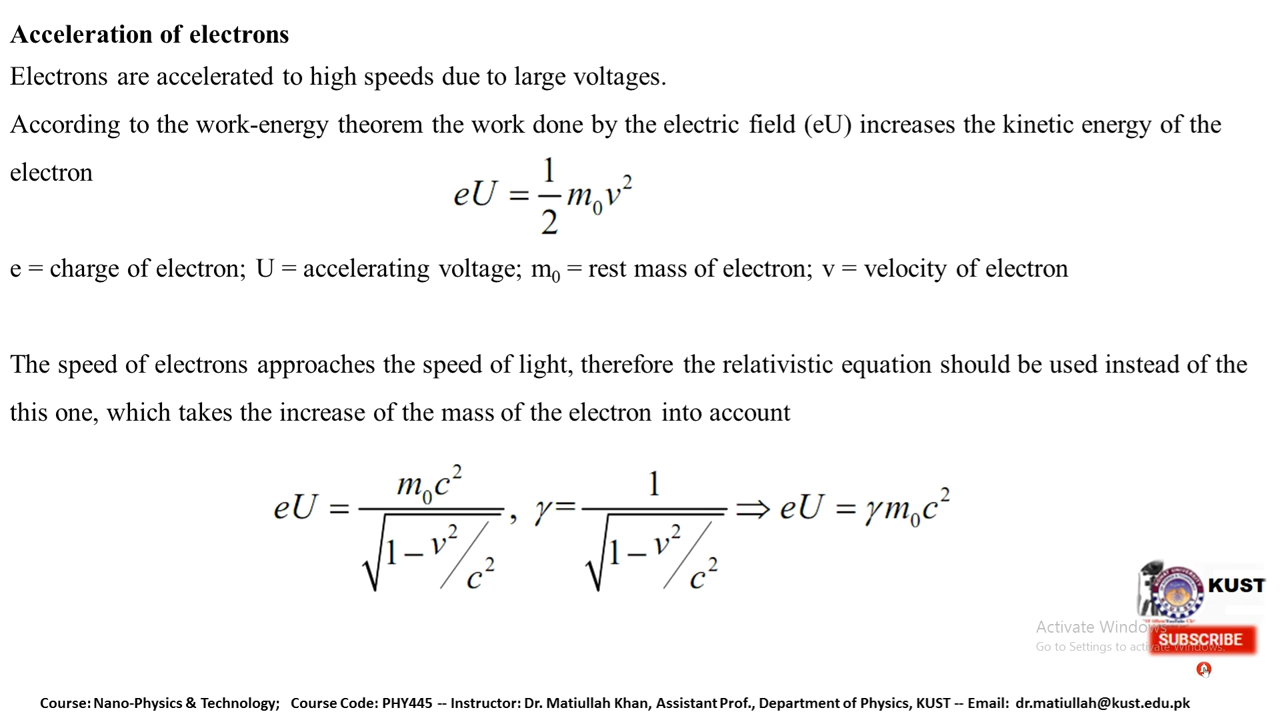 Acceleration of electrons
Electrons are accelerated to high speeds due to large voltages.
According to the work-energy theorem the work done by the electric field (eU) increases the kinetic energy of the
electron
eU = 1/2 m₀v²
e = charge of electron; U = accelerating voltage; m₀ = rest mass of electron; v = velocity of electron
The speed of electrons approaches the speed of light, therefore the relativistic equation should be used instead of the
this one, which takes the increase of the mass of the electron into account
eU = m₀c² / √(1 – v²/c²) , γ = 1 / √(1 – v²/c²) ⇒ eU = γm₀c²
KUST
Activate Windows
SUBSCRIBE
Go to Settings to activate Windows.
Course: Nano-Physics & Technology; Course Code: PHY445 -- Instructor: Dr. Matiullah Khan, Assistant Prof., Department of Physics, KUST -- Email: dr.matiullah@kust.edu.pk